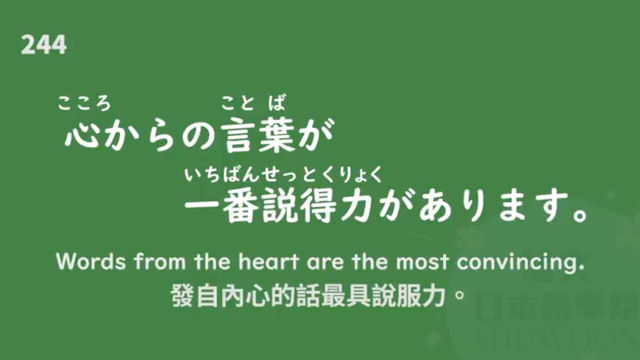 244
こころ ことば
心からの言葉が
いちばんせっとくりょく
一番説得力があります。
Words from the heart are the most convincing.
發自內心的話最具說服力。
日本語學院
SHUWOON